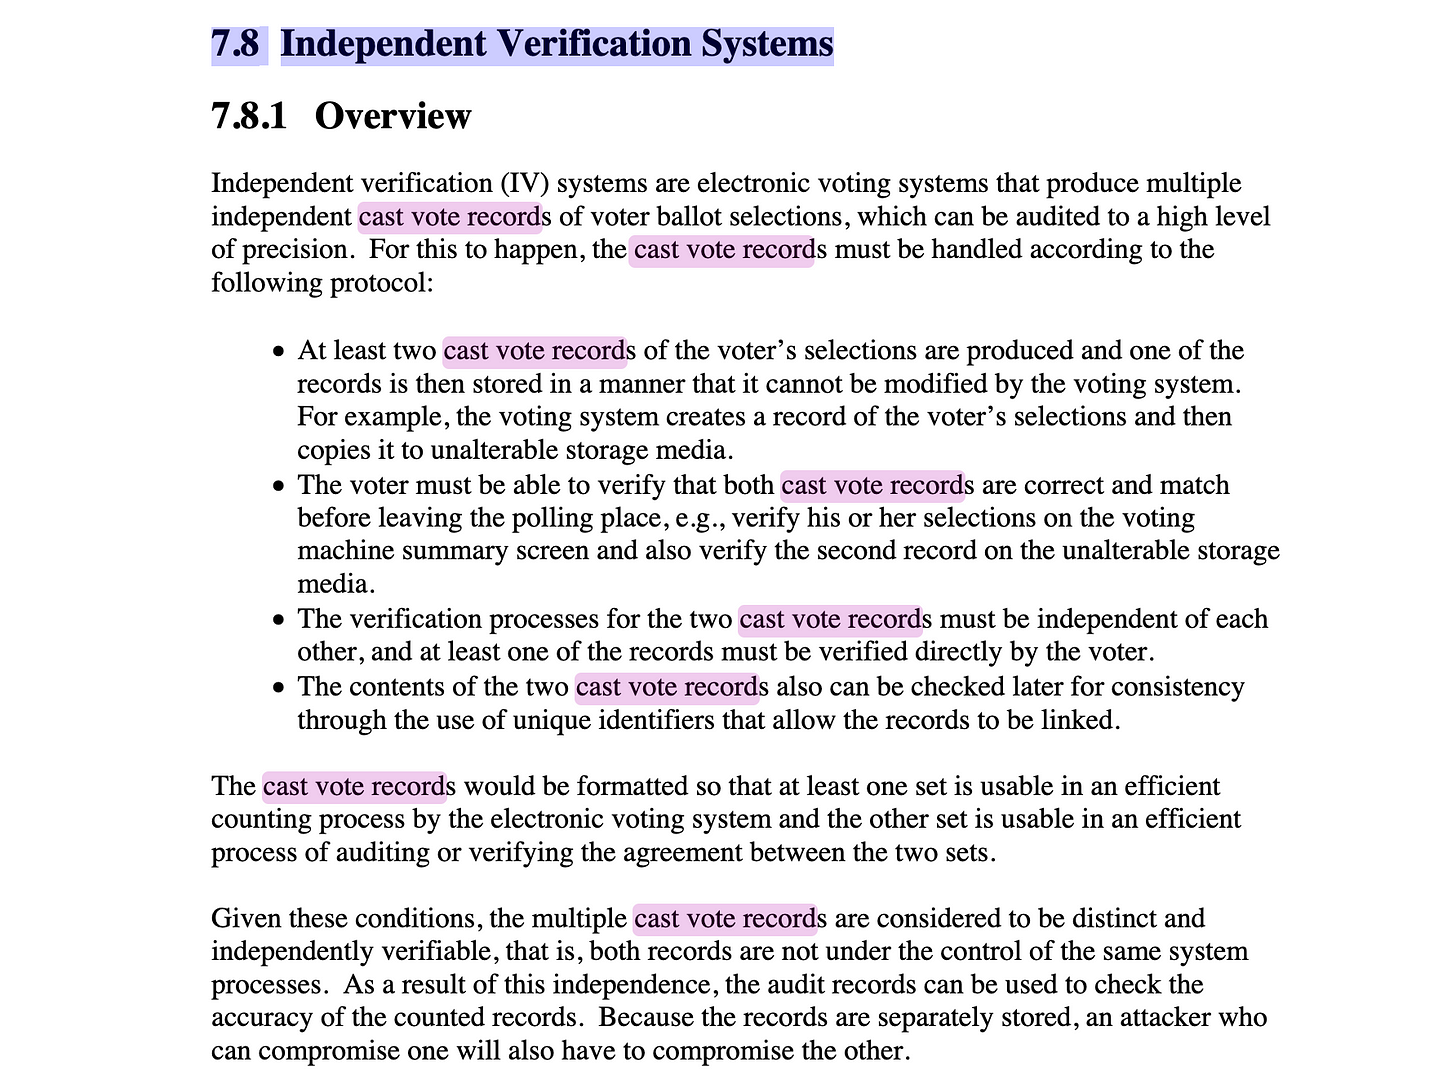 7.8 Independent Verification Systems
7.8.1 Overview
Independent verification (IV) systems are electronic voting systems that produce multiple
independent cast vote records of voter ballot selections, which can be audited to a high level
of precision. For this to happen, the cast vote records must be handled according to the
following protocol:
• At least two cast vote records of the voter’s selections are produced and one of the
records is then stored in a manner that it cannot be modified by the voting system.
For example, the voting system creates a record of the voter’s selections and then
copies it to unalterable storage media.
• The voter must be able to verify that both cast vote records are correct and match
before leaving the polling place, e.g., verify his or her selections on the voting
machine summary screen and also verify the second record on the unalterable storage
media.
• The verification processes for the two cast vote records must be independent of each
other, and at least one of the records must be verified directly by the voter.
• The contents of the two cast vote records also can be checked later for consistency
through the use of unique identifiers that allow the records to be linked.
The cast vote records would be formatted so that at least one set is usable in an efficient
counting process by the electronic voting system and the other set is usable in an efficient
process of auditing or verifying the agreement between the two sets.
Given these conditions, the multiple cast vote records are considered to be distinct and
independently verifiable, that is, both records are not under the control of the same system
processes. As a result of this independence, the audit records can be used to check the
accuracy of the counted records. Because the records are separately stored, an attacker who
can compromise one will also have to compromise the other.